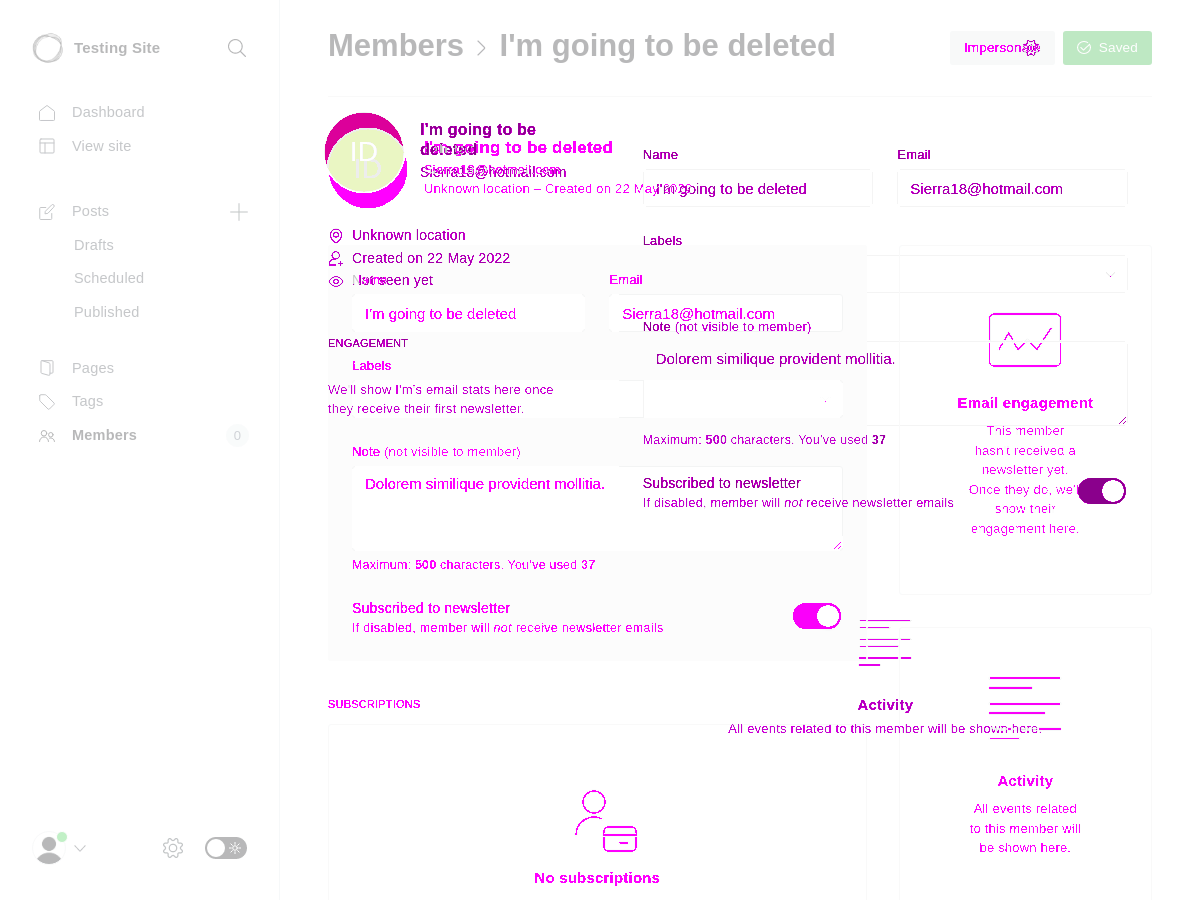 Testing Site
Members > I'm going to be deleted
Saved
Dashboard
View site
Posts
Drafts
Scheduled
Published
Pages
Tags
Members
0
ID
I'm going to be deleted
I'm going to be deleted
Sierra18@hotmail.com
Unknown location – Created on 22 May
Name
Email
I'm going to be deleted
Sierra18@hotmail.com
Unknown location
Created on 22 May 2022
Not seen yet
Labels
Email
I'm going to be deleted
Sierra18@hotmail.com
Note (not visible to member)
ENGAGEMENT
Labels
Dolorem similique provident mollitia.
We'll show I'm's email stats here once
they receive their first newsletter.
Email engagement
This member
hasn't received a
newsletter yet.
Once they do, we'll
show their
engagement here.
Maximum: 500 characters. You've used 37
Note (not visible to member)
Dolorem similique provident mollitia.
Subscribed to newsletter
If disabled, member will not receive newsletter emails
Maximum: 500 characters. You've used 37
Subscribed to newsletter
If disabled, member will not receive newsletter emails
SUBSCRIPTIONS
Activity
All events related to this member will be shown here.
Activity
All events related
to this member will
be shown here.
No subscriptions